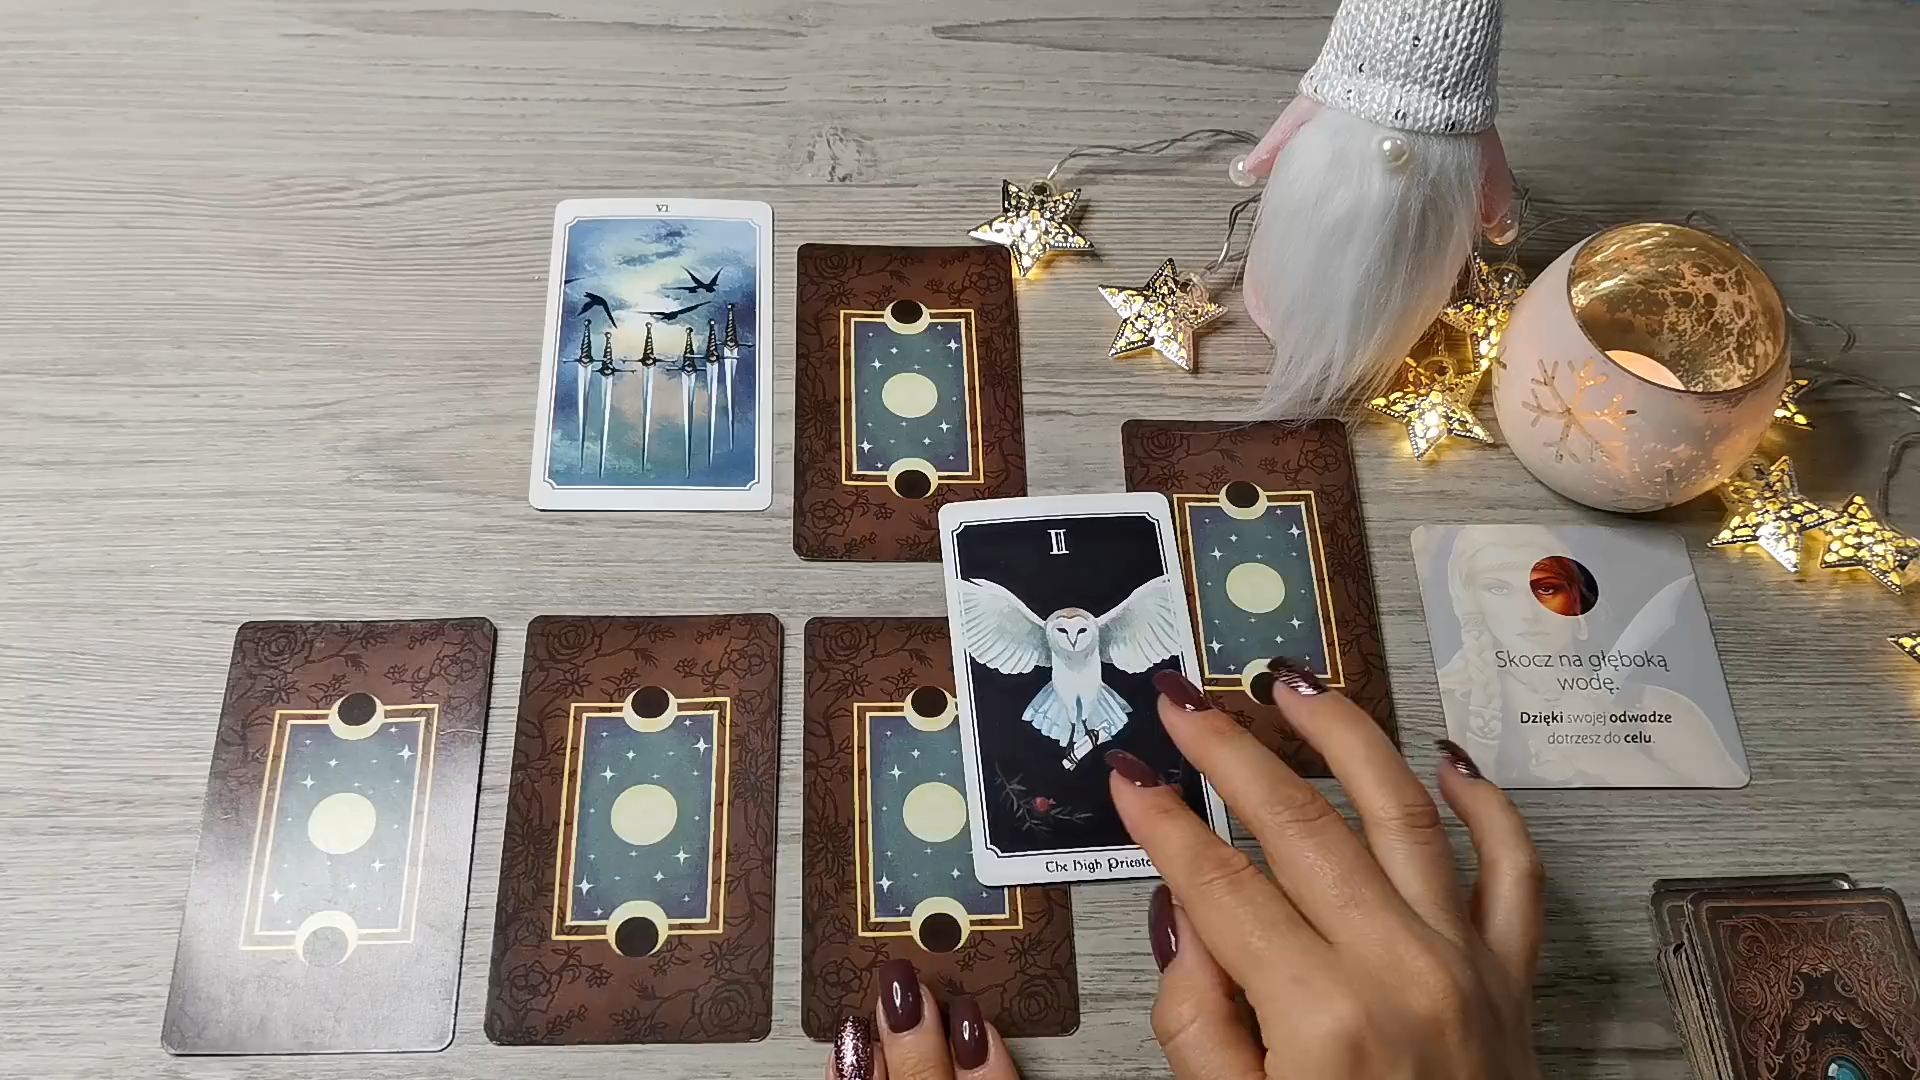 VI
II
The High Prieste
Skocz na głęboką
wodę.
Dzięki swojej odwadze
dotrzesz do celu.